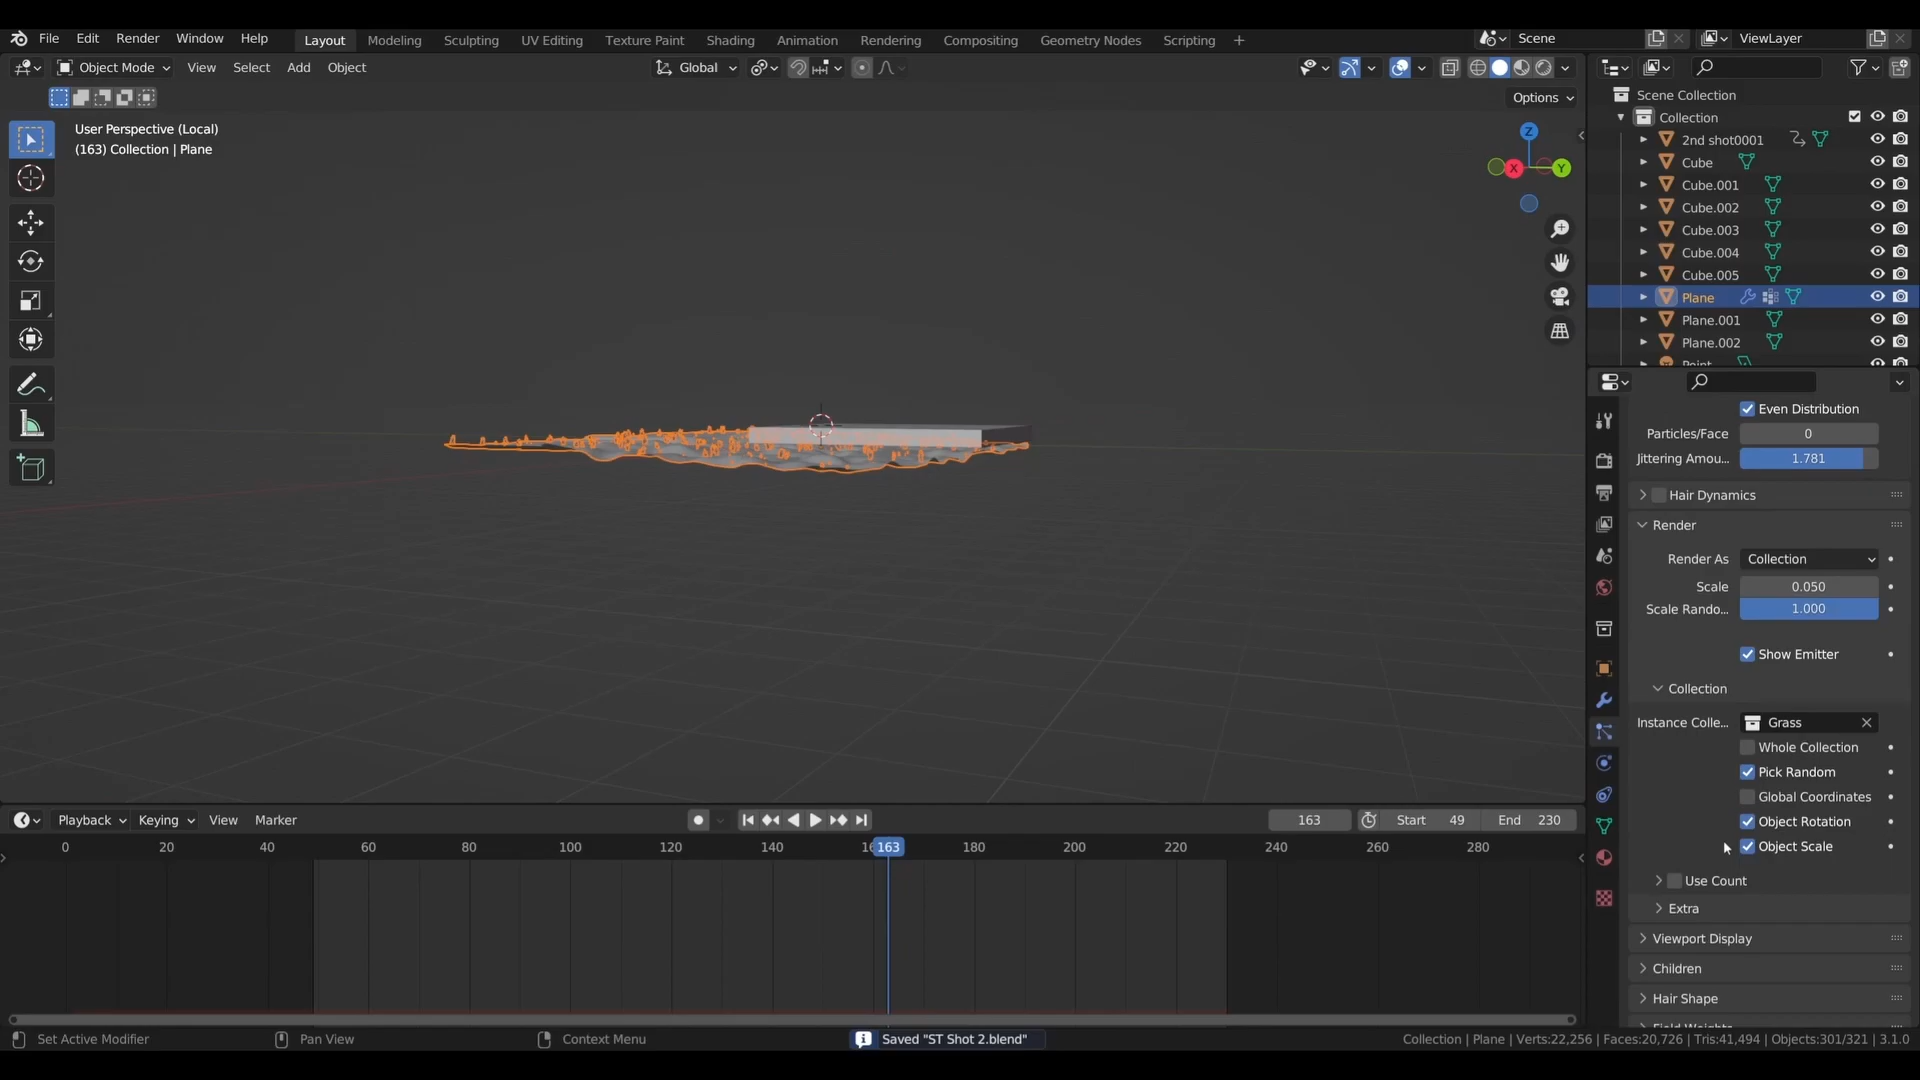 File Edit Render Window Help Layout Modeling Sculpting UV Editing Texture Paint Shading Animation Rendering Compositing Geometry Nodes Scripting + Scene ViewLayer
Object Mode View Select Add Object Global
Options
User Perspective (Local)
(163) Collection | Plane
Z
X
Y
Scene Collection
Collection
2nd shot0001
Cube
Cube.001
Cube.002
Cube.003
Cube.004
Cube.005
Plane
Plane.001
Plane.002
Point
Even Distribution
Particles/Face 0
Jittering Amou... 1.781
Hair Dynamics
Render
Render As Collection
Scale 0.050
Scale Rando... 1.000
Show Emitter
Collection
Instance Colle... Grass
Whole Collection
Pick Random
Global Coordinates
Object Rotation
Object Scale
Use Count
Extra
Viewport Display
Children
Hair Shape
Field Weights
Playback Keying View Marker 163 Start 49 End 230
0 20 40 60 80 100 120 140 163 180 200 220 240 260 280
Set Active Modifier Pan View Context Menu Saved "ST Shot 2.blend" Collection | Plane | Verts:22,256 | Faces:20,726 | Tris:41,494 | Objects:301/321 | 3.1.0